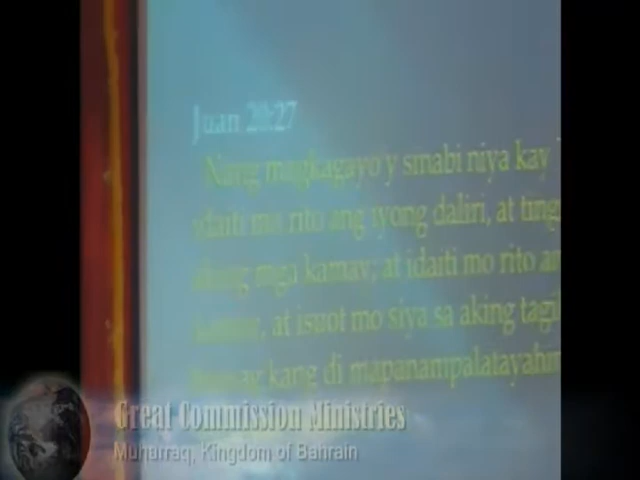 Juan 20:27
Nang magkagayo'y sinabi niya kay
idaiti mo rito ang iyong daliri, at ting
aking mga kamay; at idaiti mo rito an
kamay, at isuot mo siya sa aking tagil
huwag kang di mapanampalatayahin
Great Commission Ministries
Muharraq, Kingdom of Bahrain